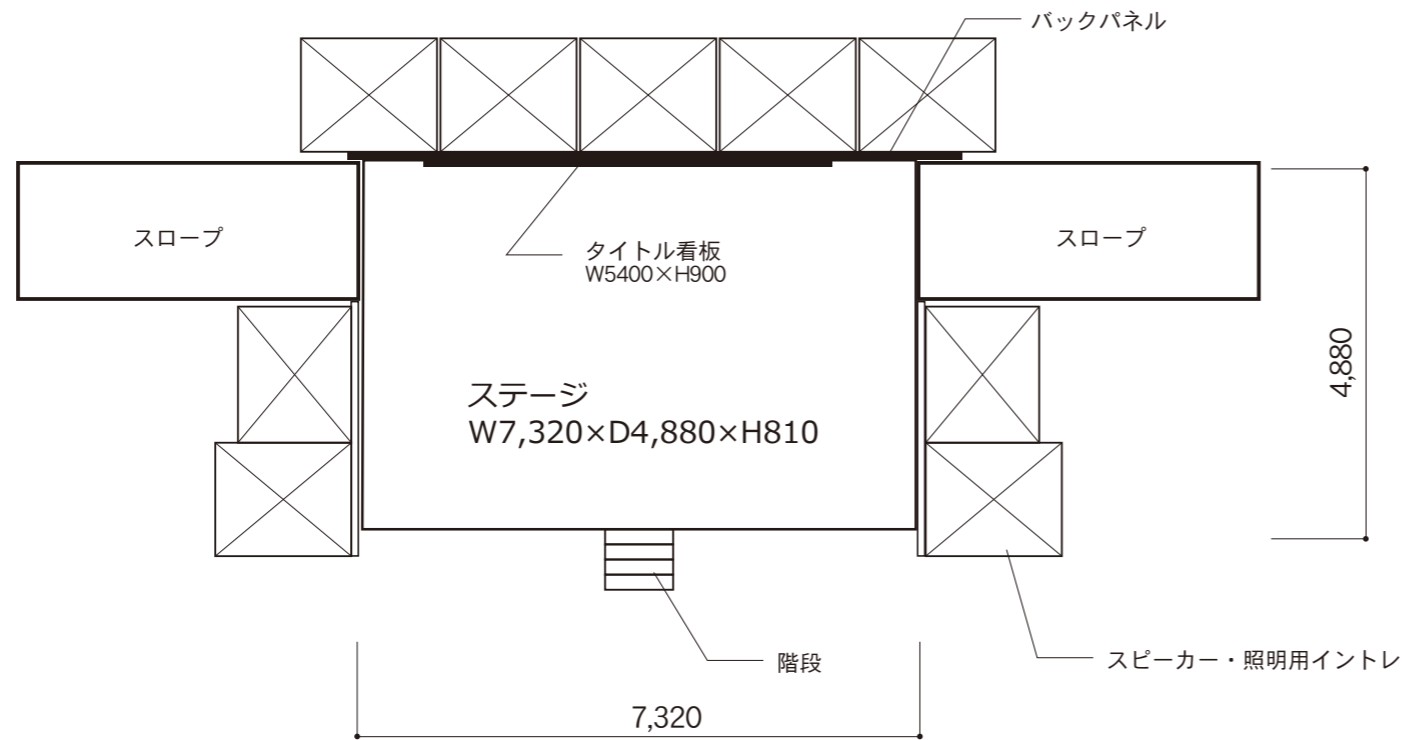 バックパネル
スロープ
スロープ
タイトル看板
W5400×H900
4,880
ステージ
W7,320×D4,880×H810
階段
スピーカー・照明用イントレ
7,320